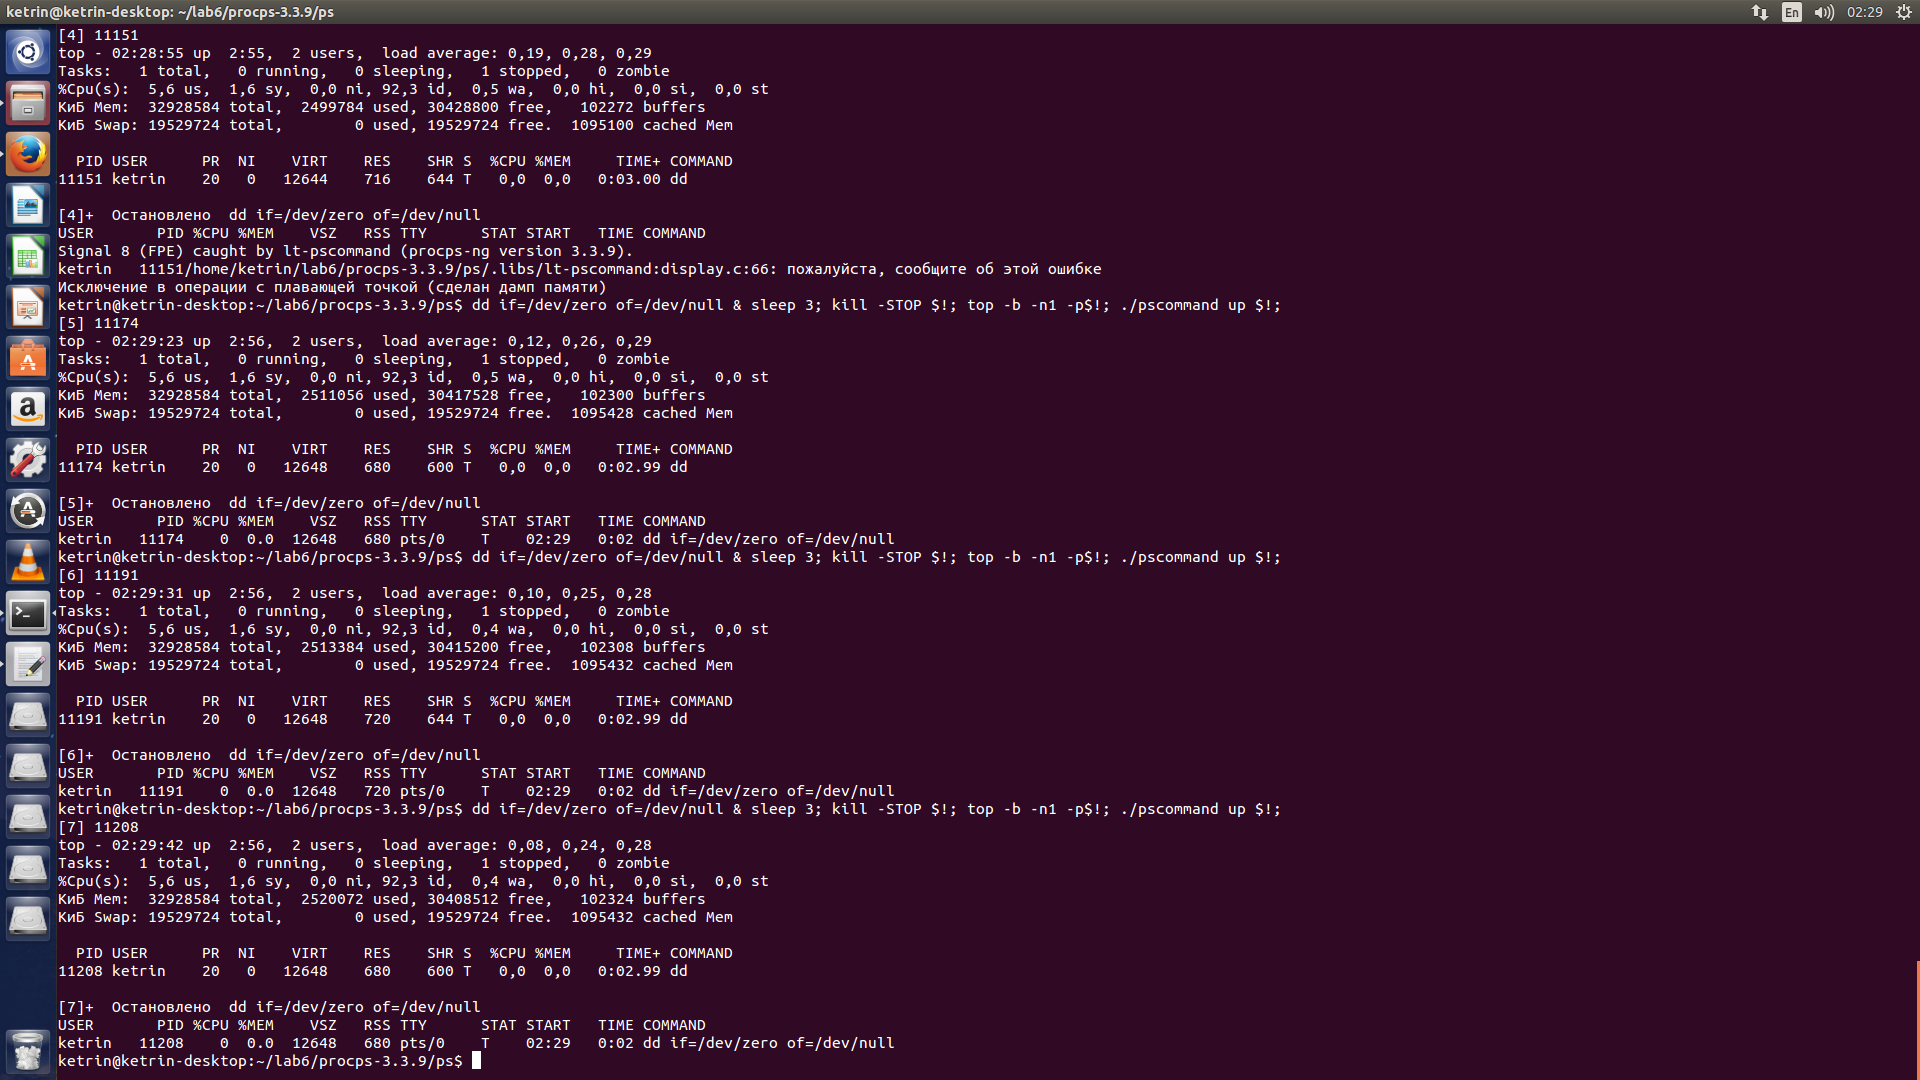 ketrin@ketrin-desktop: ~/lab6/procps-3.3.9/ps
En
02:29
[4] 11151
top - 02:28:55 up  2:55,  2 users,  load average: 0,19, 0,28, 0,29
Tasks:   1 total,   0 running,   0 sleeping,   1 stopped,   0 zombie
%Cpu(s):  5,6 us,  1,6 sy,  0,0 ni, 92,3 id,  0,5 wa,  0,0 hi,  0,0 si,  0,0 st
КиБ Mem:  32928584 total,  2499784 used, 30428800 free,   102272 buffers
КиБ Swap: 19529724 total,        0 used, 19529724 free.  1095100 cached Mem
  PID USER      PR  NI    VIRT    RES    SHR S  %CPU %MEM     TIME+ COMMAND
11151 ketrin    20   0   12644    716    644 T   0,0  0,0   0:03.00 dd
[4]+  Остановлено  dd if=/dev/zero of=/dev/null
USER       PID %CPU %MEM    VSZ   RSS TTY      STAT START   TIME COMMAND
Signal 8 (FPE) caught by lt-pscommand (procps-ng version 3.3.9).
ketrin   11151/home/ketrin/lab6/procps-3.3.9/ps/.libs/lt-pscommand:display.c:66: пожалуйста, сообщите об этой ошибке
Исключение в операции с плавающей точкой (сделан дамп памяти)
ketrin@ketrin-desktop:~/lab6/procps-3.3.9/ps$ dd if=/dev/zero of=/dev/null & sleep 3; kill -STOP $!; top -b -n1 -p$!; ./pscommand up $!;
[5] 11174
top - 02:29:23 up  2:56,  2 users,  load average: 0,12, 0,26, 0,29
Tasks:   1 total,   0 running,   0 sleeping,   1 stopped,   0 zombie
%Cpu(s):  5,6 us,  1,6 sy,  0,0 ni, 92,3 id,  0,5 wa,  0,0 hi,  0,0 si,  0,0 st
КиБ Mem:  32928584 total,  2511056 used, 30417528 free,   102300 buffers
КиБ Swap: 19529724 total,        0 used, 19529724 free.  1095428 cached Mem
  PID USER      PR  NI    VIRT    RES    SHR S  %CPU %MEM     TIME+ COMMAND
11174 ketrin    20   0   12648    680    600 T   0,0  0,0   0:02.99 dd
[5]+  Остановлено  dd if=/dev/zero of=/dev/null
USER       PID %CPU %MEM    VSZ   RSS TTY      STAT START   TIME COMMAND
ketrin   11174    0  0.0  12648   680 pts/0    T    02:29   0:02 dd if=/dev/zero of=/dev/null
ketrin@ketrin-desktop:~/lab6/procps-3.3.9/ps$ dd if=/dev/zero of=/dev/null & sleep 3; kill -STOP $!; top -b -n1 -p$!; ./pscommand up $!;
[6] 11191
top - 02:29:31 up  2:56,  2 users,  load average: 0,10, 0,25, 0,28
Tasks:   1 total,   0 running,   0 sleeping,   1 stopped,   0 zombie
%Cpu(s):  5,6 us,  1,6 sy,  0,0 ni, 92,3 id,  0,4 wa,  0,0 hi,  0,0 si,  0,0 st
КиБ Mem:  32928584 total,  2513384 used, 30415200 free,   102308 buffers
КиБ Swap: 19529724 total,        0 used, 19529724 free.  1095432 cached Mem
  PID USER      PR  NI    VIRT    RES    SHR S  %CPU %MEM     TIME+ COMMAND
11191 ketrin    20   0   12648    720    644 T   0,0  0,0   0:02.99 dd
[6]+  Остановлено  dd if=/dev/zero of=/dev/null
USER       PID %CPU %MEM    VSZ   RSS TTY      STAT START   TIME COMMAND
ketrin   11191    0  0.0  12648   720 pts/0    T    02:29   0:02 dd if=/dev/zero of=/dev/null
ketrin@ketrin-desktop:~/lab6/procps-3.3.9/ps$ dd if=/dev/zero of=/dev/null & sleep 3; kill -STOP $!; top -b -n1 -p$!; ./pscommand up $!;
[7] 11208
top - 02:29:42 up  2:56,  2 users,  load average: 0,08, 0,24, 0,28
Tasks:   1 total,   0 running,   0 sleeping,   1 stopped,   0 zombie
%Cpu(s):  5,6 us,  1,6 sy,  0,0 ni, 92,3 id,  0,4 wa,  0,0 hi,  0,0 si,  0,0 st
КиБ Mem:  32928584 total,  2520072 used, 30408512 free,   102324 buffers
КиБ Swap: 19529724 total,        0 used, 19529724 free.  1095432 cached Mem
  PID USER      PR  NI    VIRT    RES    SHR S  %CPU %MEM     TIME+ COMMAND
11208 ketrin    20   0   12648    680    600 T   0,0  0,0   0:02.99 dd
[7]+  Остановлено  dd if=/dev/zero of=/dev/null
USER       PID %CPU %MEM    VSZ   RSS TTY      STAT START   TIME COMMAND
ketrin   11208    0  0.0  12648   680 pts/0    T    02:29   0:02 dd if=/dev/zero of=/dev/null
ketrin@ketrin-desktop:~/lab6/procps-3.3.9/ps$